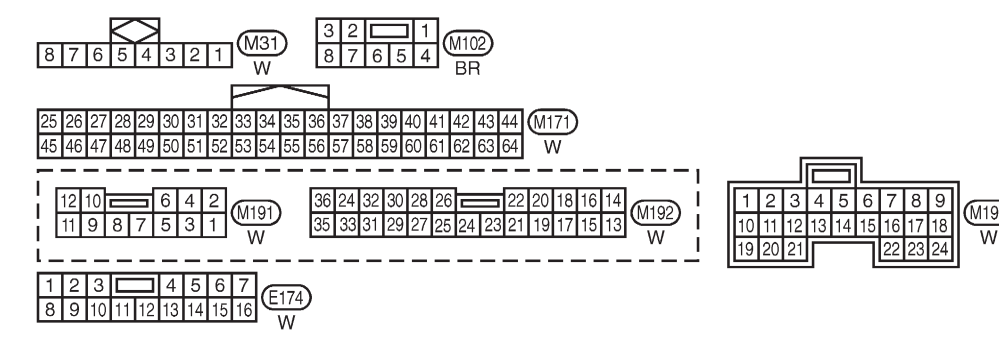 8 7 6 5 4 3 2 1
M31
W
3 2 1
8 7 6 5 4
M102
BR
25 26 27 28 29 30 31 32 33 34 35 36 37 38 39 40 41 42 43 44
45 46 47 48 49 50 51 52 53 54 55 56 57 58 59 60 61 62 63 64
M171
W
12 10 6 4 2
11 9 8 7 5 3 1
M191
W
36 24 32 30 28 26 22 20 18 16 14
35 33 31 29 27 25 24 23 21 19 17 15 13
M192
W
1 2 3 4 5 6 7 8 9
10 11 12 13 14 15 16 17 18
19 20 21 22 23 24
M19
W
1 2 3 4 5 6 7
8 9 10 11 12 13 14 15 16
E174
W